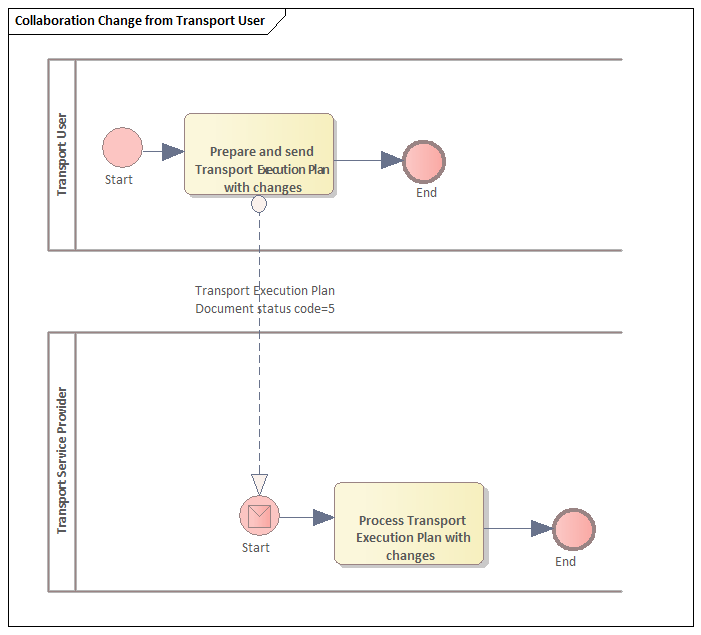 Collaboration Change from Transport User
Transport User
Prepare and send
Transport Execution Plan
with changes
Start
End
Transport Execution Plan
Document status code=5
Transport Service Provider
Start
Process Transport
Execution Plan with
changes
End